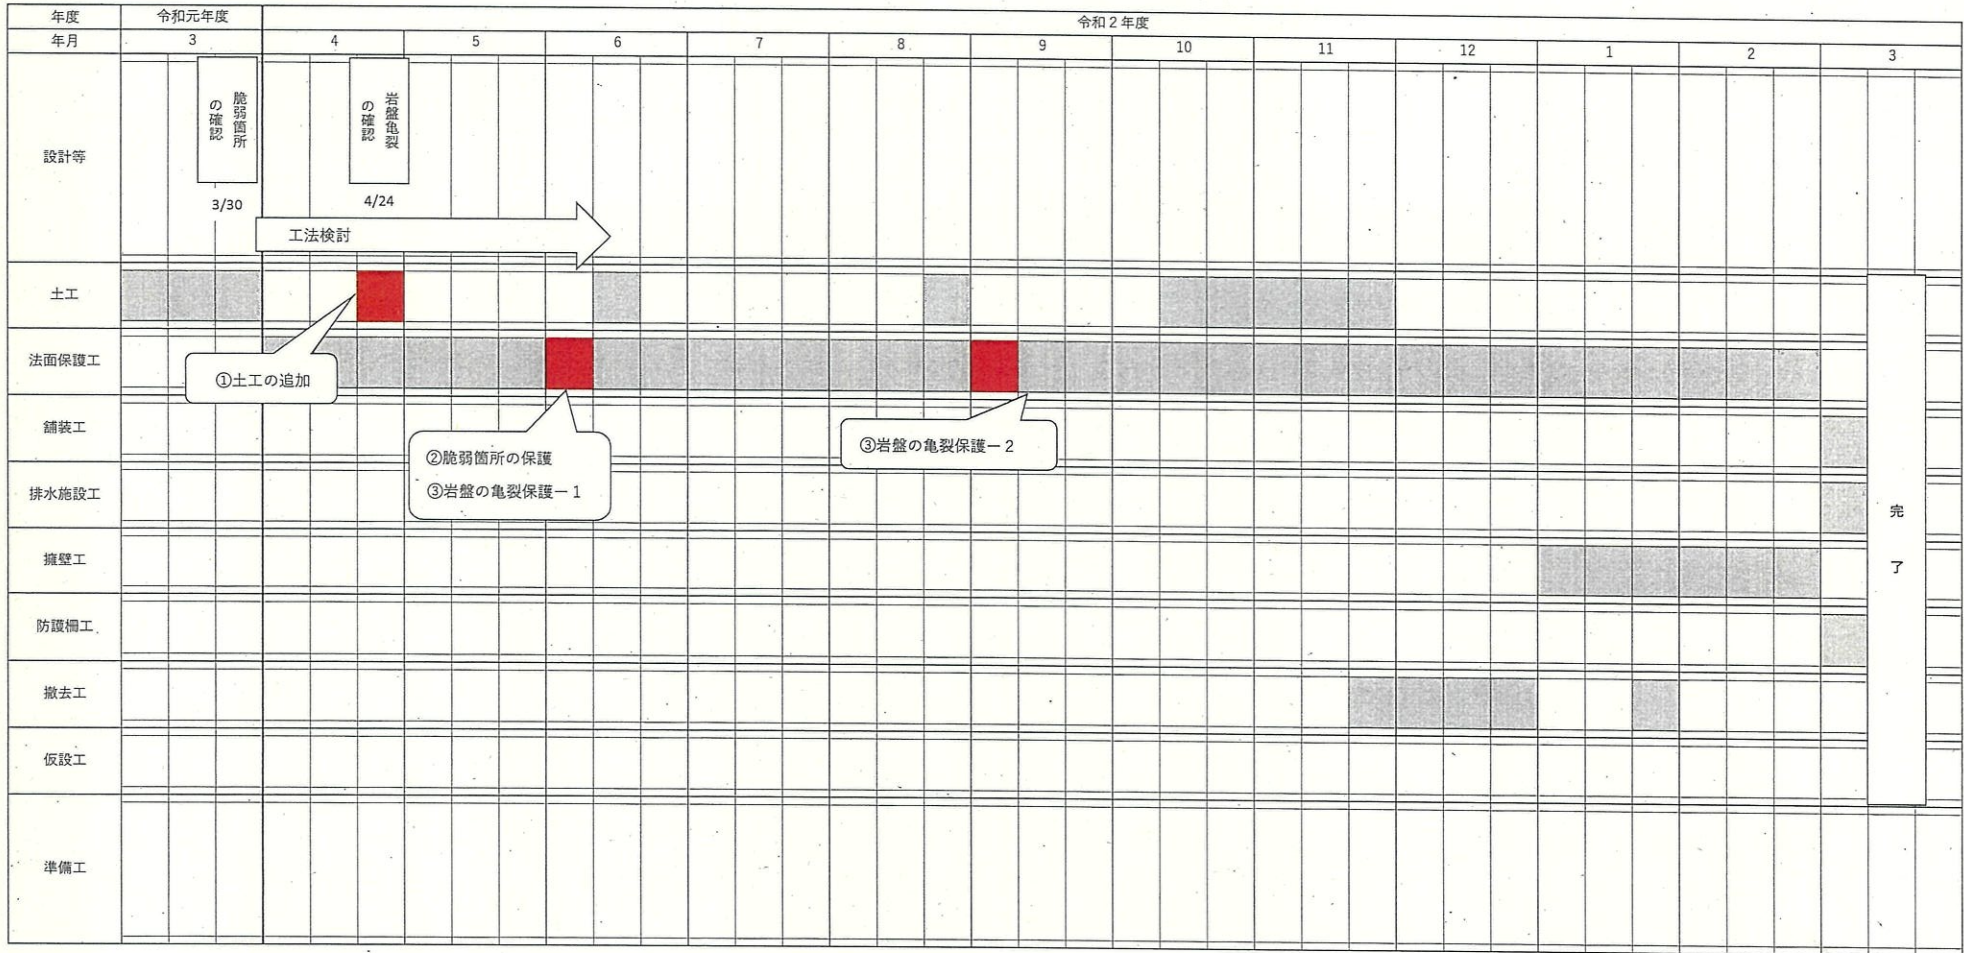 年度
令和元年度
令和２年度
年月
3
4
5
6
7
8
9
10
11
12
1
2
3
設計等
脆弱箇所
の確認
3/30
岩盤亀裂
の確認
4/24
工法検討
土工
①土工の追加
法面保護工
②脆弱箇所の保護
③岩盤の亀裂保護ー１
③岩盤の亀裂保護ー２
舗装工
排水施設工
擁壁工
防護柵工
撤去工
仮設工
準備工
完
了